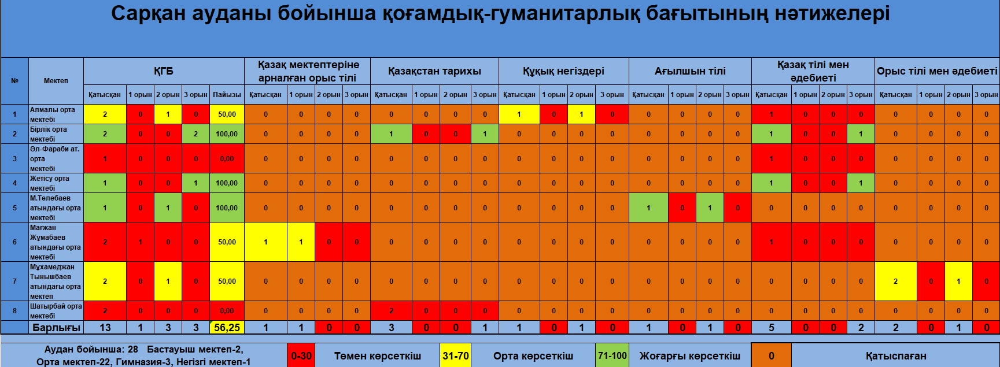 Сарқан ауданы бойынша қоғамдық-гуманитарлық бағытының нәтижелері
№ Мектеп ҚГБ Қазақ мектептеріне арналған орыс тілі Қазақстан тарихы Құқық негіздері Ағылшын тілі Қазақ тілі мен әдебиеті Орыс тілі мен әдебиеті
Қатысқан 1 орын 2 орын 3 орын Пайызы Қатысқан 1 орын 2 орын 3 орын Қатысқан 1 орын 2 орын 3 орын Қатысқан 1 орын 2 орын 3 орын Қатысқан 1 орын 2 орын 3 орын Қатысқан 1 орын 2 орын 3 орын Қатысқан 1 орын 2 орын 3 орын
1 Алмалы орта мектебі 2 0 1 0 50,00 0 0 0 0 0 0 0 0 1 0 1 0 0 0 0 0 1 0 0 0 0 0 0 0
2 Бірлік орта мектебі 2 0 0 2 100,00 0 0 0 0 1 0 0 1 0 0 0 0 0 0 0 0 1 0 0 1 0 0 0 0
3 Әл-Фараби ат. орта мектебі 1 0 0 0 0,00 0 0 0 0 0 0 0 0 0 0 0 0 0 0 0 0 1 0 0 0 0 0 0 0
4 Жетісу орта мектебі 1 0 0 1 100,00 0 0 0 0 0 0 0 0 0 0 0 0 0 0 0 0 1 0 0 1 0 0 0 0
5 М.Төлебаев атындағы орта мектебі 1 0 1 0 100,00 0 0 0 0 0 0 0 0 0 0 0 0 1 0 1 0 0 0 0 0 0 0 0 0
6 Мағжан Жұмабаев атындағы орта мектебі 2 1 0 0 50,00 1 1 0 0 0 0 0 0 0 0 0 0 0 0 0 0 1 0 0 0 0 0 0 0
7 Мұхамеджан Тынышбаев атындағы орта мектеп 2 0 1 0 50,00 0 0 0 0 0 0 0 0 0 0 0 0 0 0 0 0 0 0 0 0 2 0 1 0
8 Шатырбай орта мектебі 2 0 0 0 0,00 0 0 0 0 2 0 0 0 0 0 0 0 0 0 0 0 0 0 0 0 0 0 0 0
Барлығы 13 1 3 3 56,25 1 1 0 0 3 0 0 1 1 0 1 0 1 0 1 0 5 0 0 2 2 0 1 0
Аудан бойынша: 28 Бастауыш мектеп-2,
Орта мектеп-22, Гимназия-3, Негізгі мектеп-1
0-30 Төмен көрсеткіш 31-70 Орта көрсеткіш 71-100 Жоғарғы көрсеткіш 0 Қатыспаған